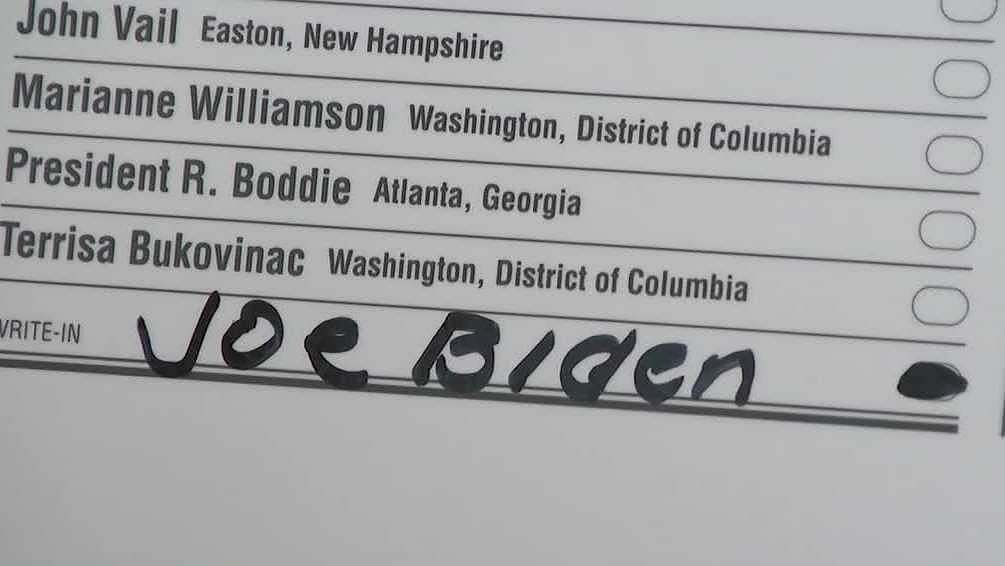 John Vail Easton, New Hampshire
Marianne Williamson Washington, District of Columbia
President R. Boddie Atlanta, Georgia
Terrisa Bukovinac Washington, District of Columbia
WRITE-IN Joe Biden